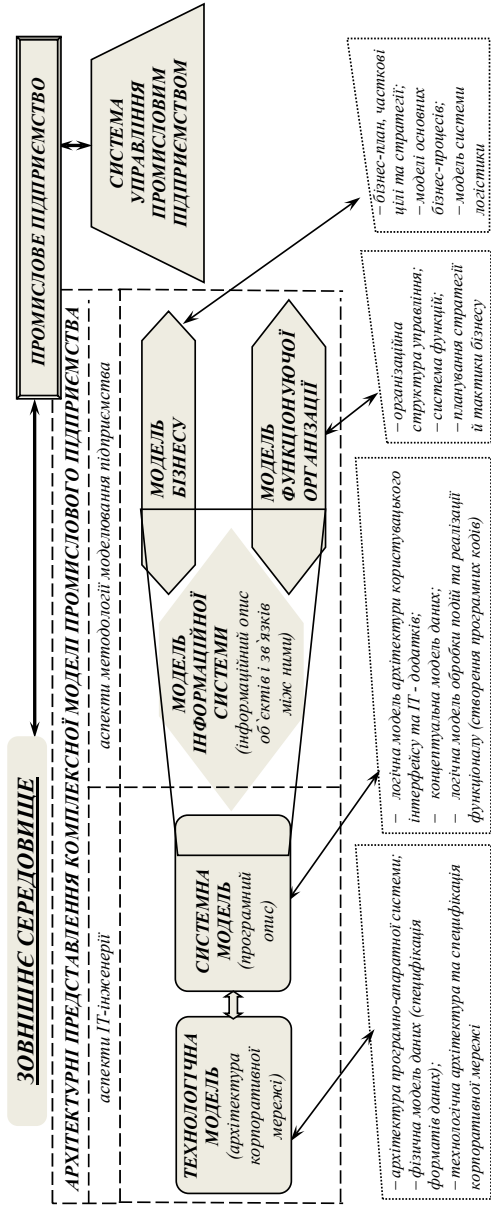 ЗОВНІШНЄ СЕРЕДОВИЩЕ
ПРОМИСЛОВЕ ПІДПРИЄМСТВО
АРХІТЕКТУРНІ ПРЕДСТАВЛЕННЯ КОМПЛЕКСНОЇ МОДЕЛІ ПРОМИСЛОВОГО ПІДПРИЄМСТВА
аспекти ІТ-інженерії
аспекти методології моделювання підприємства
СИСТЕМА
УПРАВЛІННЯ
ПРОМИСЛОВИМ
ПІДПРИЄМСТВОМ
ТЕХНОЛОГІЧНА
МОДЕЛЬ
(архітектура
корпоративної
мережі)
СИСТЕМНА
МОДЕЛЬ
(програмний
опис)
МОДЕЛЬ
ІНФОРМАЦІЙНОЇ
СИСТЕМИ
(інформаційний опис
об`єктів і зв`язків
між ними)
МОДЕЛЬ
БІЗНЕСУ
МОДЕЛЬ
ФУНКЦІОНУЮЧОЇ
ОРГАНІЗАЦІЇ
– архітектура програмно-апаратної системи;
– фізична модель даних (специфікація
форматів даних);
– технологічна архітектура та специфікація
корпоративної мережі
– логічна модель архітектури користувацького
інтерфейсу та ІТ - додатків;
– концептуальна модель даних;
– логічна модель обробки подій та реалізації
функціоналу (створення програмних кодів)
– організаційна
структура управління;
– система функцій;
– планування стратегії
й тактики бізнесу
– бізнес-план, часткові
цілі та стратегії;
– моделі основних
бізнес-процесів;
– модель системи
логістики